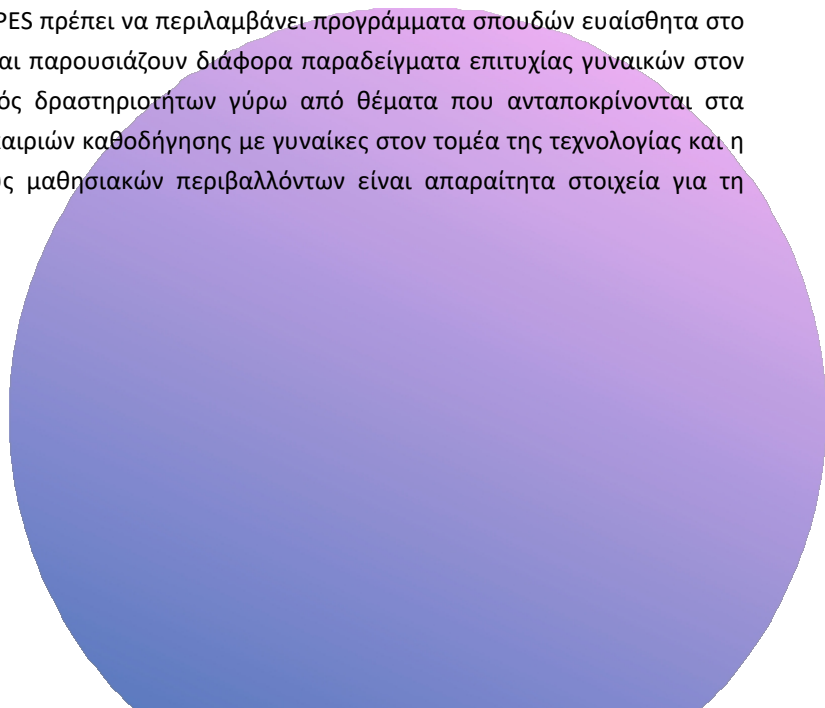 PES πρέπει να περιλαμβάνει προγράμματα σπουδών ευαίσθητα στο
αι παρουσιάζουν διάφορα παραδείγματα επιτυχίας γυναικών στον
ός δραστηριοτήτων γύρω από θέματα που ανταποκρίνονται στα
αιριών καθοδήγησης με γυναίκες στον τομέα της τεχνολογίας και η
ύς μαθησιακών περιβαλλόντων είναι απαραίτητα στοιχεία για τη